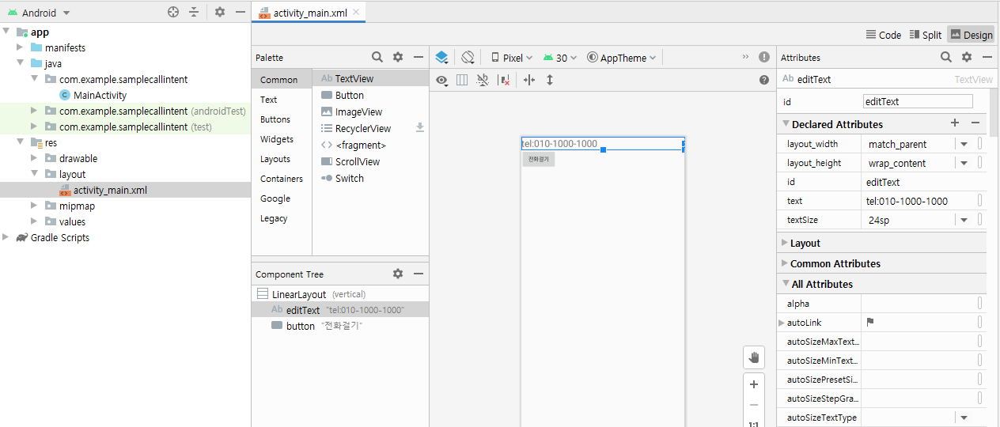 Android
activity_main.xml
app
manifests
java
com.example.samplecallintent
MainActivity
com.example.samplecallintent (androidTest)
com.example.samplecallintent (test)
res
drawable
layout
activity_main.xml
mipmap
values
Gradle Scripts
Code Split Design
Palette
Common
Text
Buttons
Widgets
Layouts
Containers
Google
Legacy
Ab TextView
Button
ImageView
RecyclerView
<fragment>
ScrollView
Switch
Component Tree
LinearLayout (vertical)
Ab editText "tel:010-1000-1000"
button "전화걸기"
Pixel 30 AppTheme
tel:010-1000-1000
전화걸기
1:1
Attributes
Ab editText TextView
id editText
Declared Attributes
layout_width match_parent
layout_height wrap_content
id editText
text tel:010-1000-1000
textSize 24sp
Layout
Common Attributes
All Attributes
alpha
autoLink
autoSizeMaxText...
autoSizeMinText...
autoSizePresetSi...
autoSizeStepGra...
autoSizeTextType